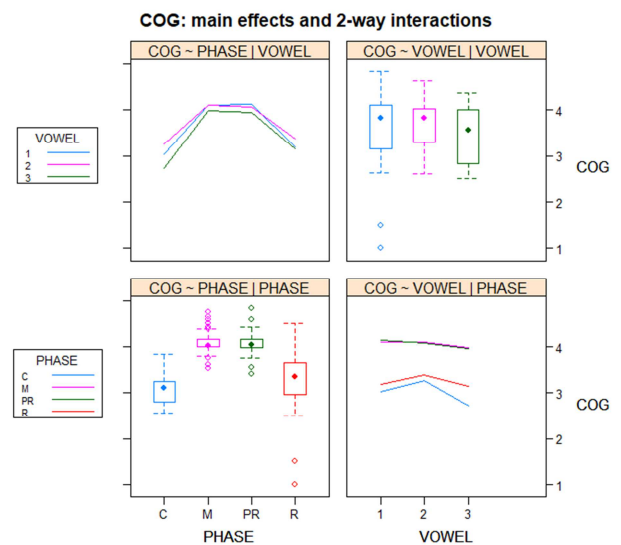 COG: main effects and 2-way interactions
COG ~ PHASE | VOWEL
COG ~ VOWEL | VOWEL
VOWEL
1
2
3
4
3
2
1
COG
COG ~ PHASE | PHASE
COG ~ VOWEL | PHASE
PHASE
C
M
PR
R
4
3
2
1
COG
C M PR R
1 2 3
PHASE
VOWEL